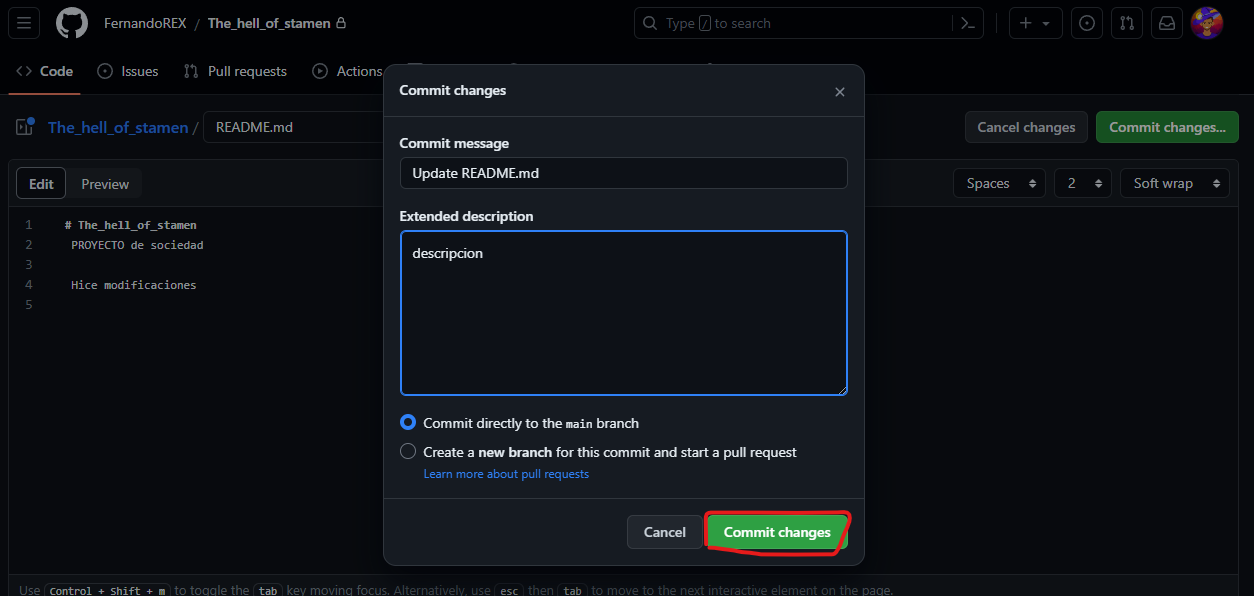 FernandoREX / The_hell_of_stamen
Type / to search
Code Issues Pull requests Actions
The_hell_of_stamen / README.md
Cancel changes Commit changes...
Edit Preview
Spaces 2 Soft wrap
1 # The_hell_of_stamen
2 PROYECTO de sociedad
3
4 Hice modificaciones
5
Commit changes
Commit message
Update README.md
Extended description
descripcion
Commit directly to the main branch
Create a new branch for this commit and start a pull request
Learn more about pull requests
Cancel Commit changes
Use Control + Shift + m to toggle the tab key moving focus. Alternatively, use esc then tab to move to the next interactive element on the page.